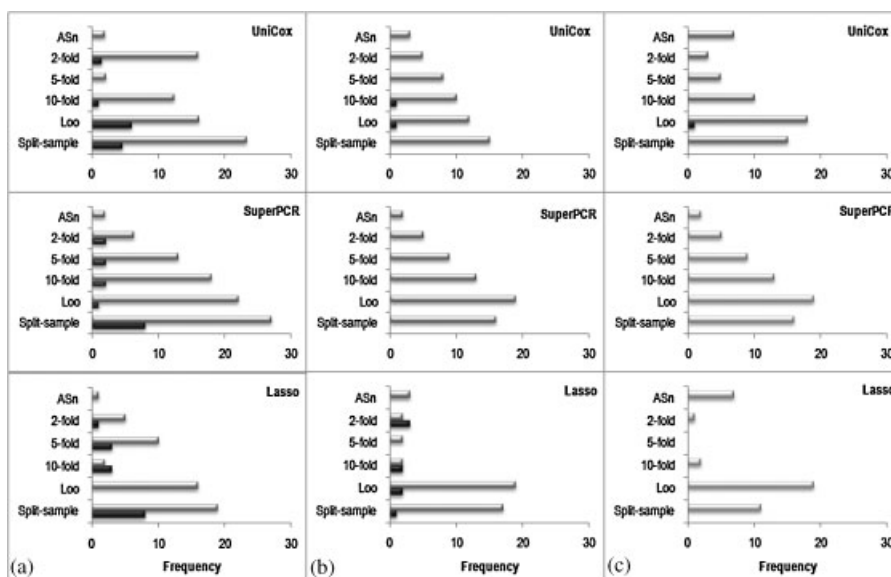 UniCox
ASn
2-fold
5-fold
10-fold
Loo
Split-sample
0 10 20 30
UniCox
ASn
2-fold
5-fold
10-fold
Loo
Split-sample
0 10 20 30
UniCox
ASn
2-fold
5-fold
10-fold
Loo
Split-sample
0 10 20 30
SuperPCR
ASn
2-fold
5-fold
10-fold
Loo
Split-sample
0 10 20 30
SuperPCR
ASn
2-fold
5-fold
10-fold
Loo
Split-sample
0 10 20 30
SuperPCR
ASn
2-fold
5-fold
10-fold
Loo
Split-sample
0 10 20 30
Lasso
ASn
2-fold
5-fold
10-fold
Loo
Split-sample
0 10 20 30
(a) Frequency
Lasso
ASn
2-fold
5-fold
10-fold
Loo
Split-sample
0 10 20 30
(b) Frequency
Lasso
ASn
2-fold
5-fold
10-fold
Loo
Split-sample
0 10 20 30
(c) Frequency